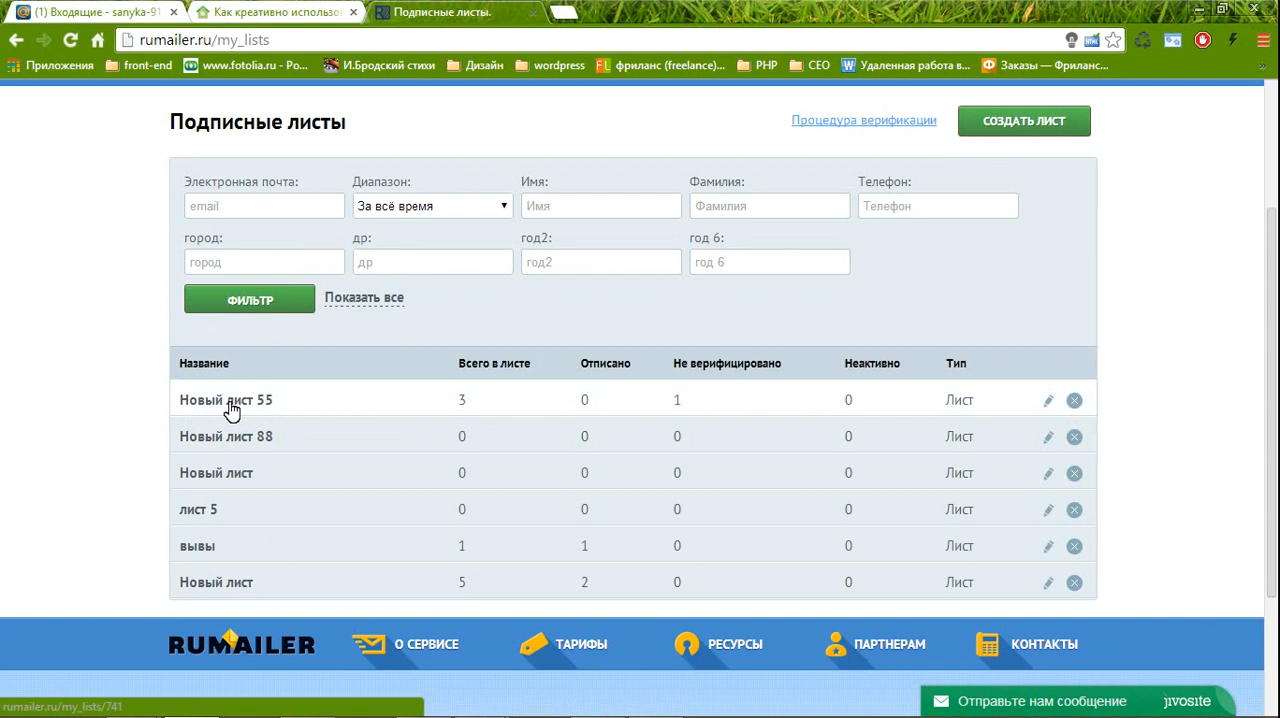 (1) Входящие - sanyka-91
Как креативно использо
Подписные листы.
rumailer.ru/my_lists
Приложения front-end www.fotolia.ru - Po... И.Бродский стихи Дизайн wordpress фриланс (freelance)... PHP СЕО Удаленная работа в... Заказы — Фриланс... »
Подписные листы
Процедура верификации
СОЗДАТЬ ЛИСТ
Электронная почта: Диапазон: Имя: Фамилия: Телефон:
email За всё время Имя Фамилия Телефон
город: др: год2: год 6:
город др год2 год 6
ФИЛЬТР Показать все
Название Всего в листе Отписано Не верифицировано Неактивно Тип
Новый лист 55 3 0 1 0 Лист
Новый лист 88 0 0 0 0 Лист
Новый лист 0 0 0 0 Лист
лист 5 0 0 0 0 Лист
вывы 1 1 0 0 Лист
Новый лист 5 2 0 0 Лист
RUMAILER О СЕРВИСЕ ТАРИФЫ РЕСУРСЫ ПАРТНЕРАМ КОНТАКТЫ
rumailer.ru/my_lists/741
Отправьте нам сообщение jivosite